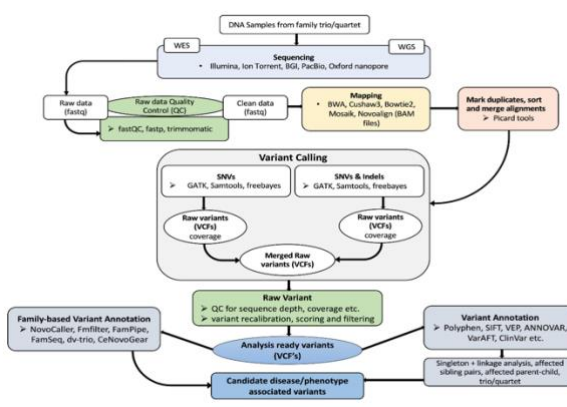 DNA Samples from family trio/quartet
WES
WGS
Sequencing
• Illumina, Ion Torrent, BGI, PacBio, Oxford nanopore
Raw data
(fastq)
Raw data Quality
Control (QC)
Clean data
(fastq)
➤ fastQC, fastp, trimmomatic
Mapping
• BWA, Cushaw3, Bowtie2,
Mosaik, Novoalign (BAM
files)
Mark duplicates, sort
and merge alignments
➤ Picard tools
Variant Calling
SNVs
➤ GATK, Samtools, freebayes
SNVs & Indels
➤ GATK, Samtools, freebayes
Raw variants
(VCFs)
coverage
Raw variants
(VCFs)
coverage
Merged Raw
variants (VCFs)
Raw Variant
➤ QC for sequence depth, coverage etc.
➤ variant recalibration, scoring and filtering
Family-based Variant Annotation
➤ NovoCaller, Fmfilter, FamPipe,
FamSeq, dv-trio, CeNovoGear
Analysis ready variants
(VCF's)
Variant Annotation
➤ Polyphen, SIFT, VEP, ANNOVAR,
VarAFT, ClinVar etc.
Singleton + linkage analysis, affected
sibling pairs, affected parent-child,
trio/quartet
Candidate disease/phenotype
associated variants